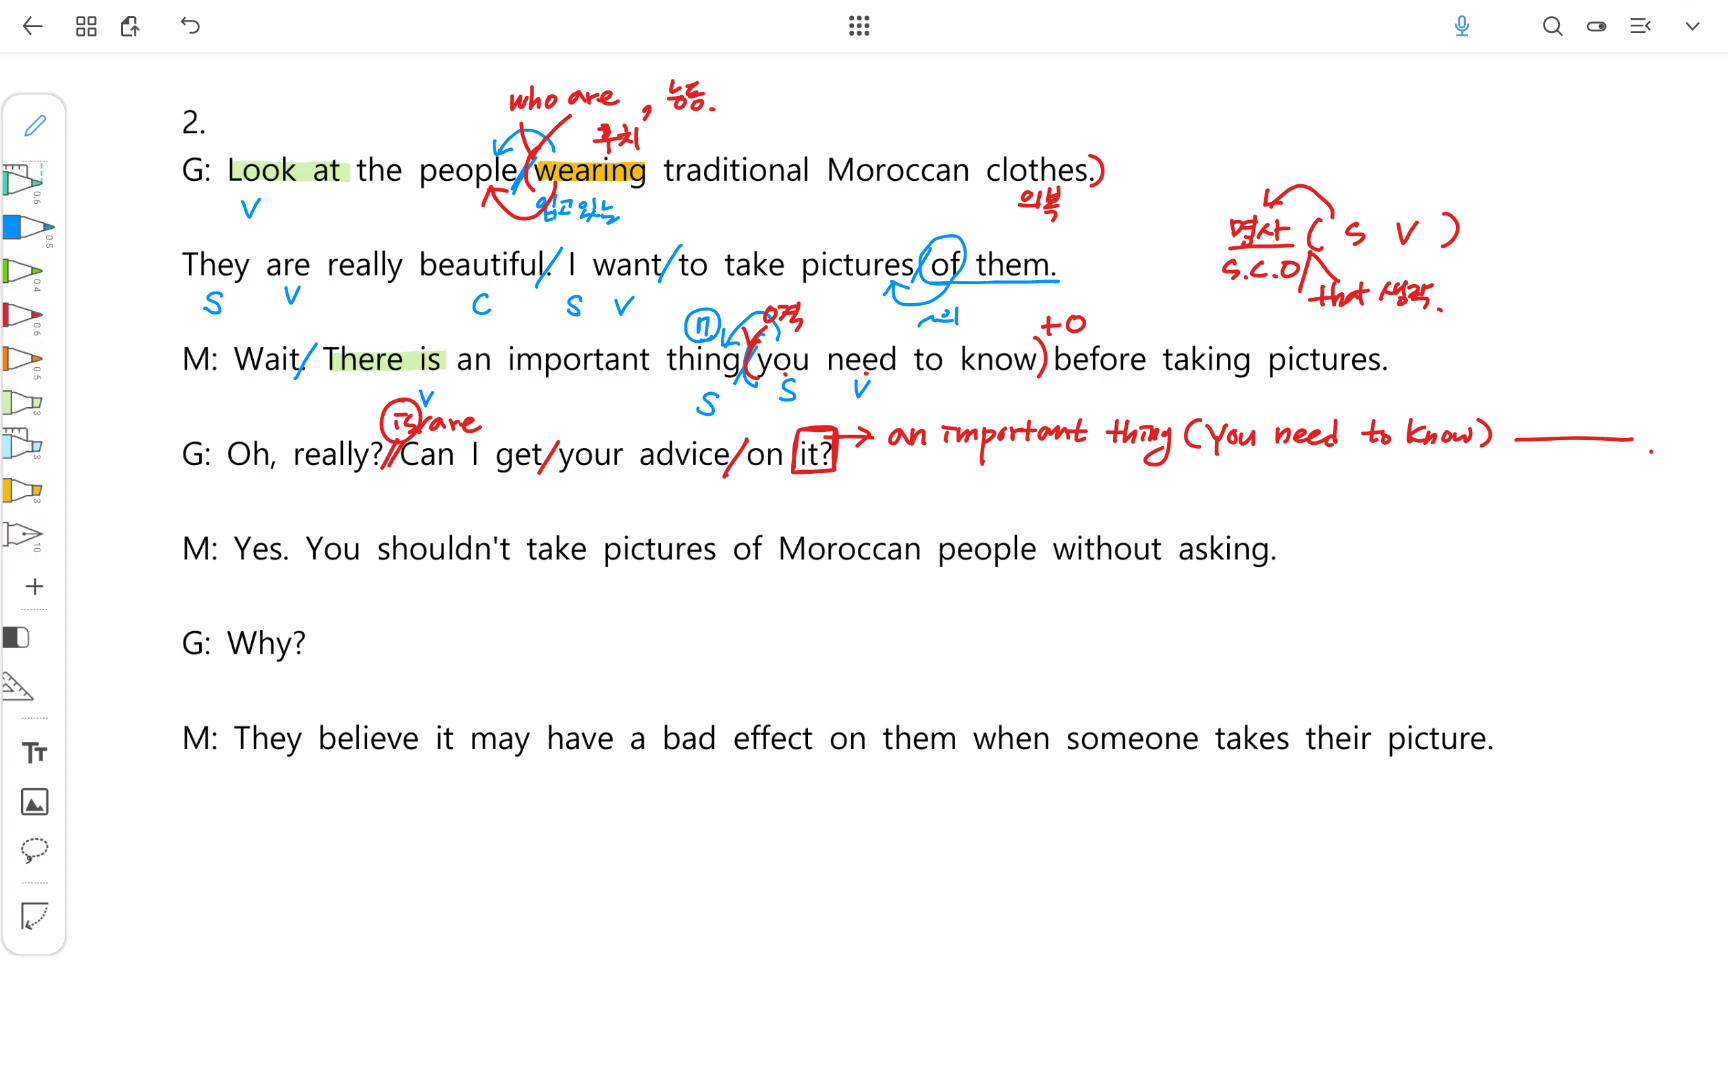 2.
who are , 능동.
후치
G: Look at the people wearing traditional Moroccan clothes.)
V 입고 있는 의복
명사 ( S V )
S.C.O that 생략.
They are really beautiful. I want to take pictures of them.
S V C S V ~의
n 목적 +O
M: Wait. There is an important thing (you need to know) before taking pictures.
V S S V
is/are
G: Oh, really? Can I get your advice on it? → an important thing (You need to know) .
M: Yes. You shouldn't take pictures of Moroccan people without asking.
G: Why?
M: They believe it may have a bad effect on them when someone takes their picture.
TT